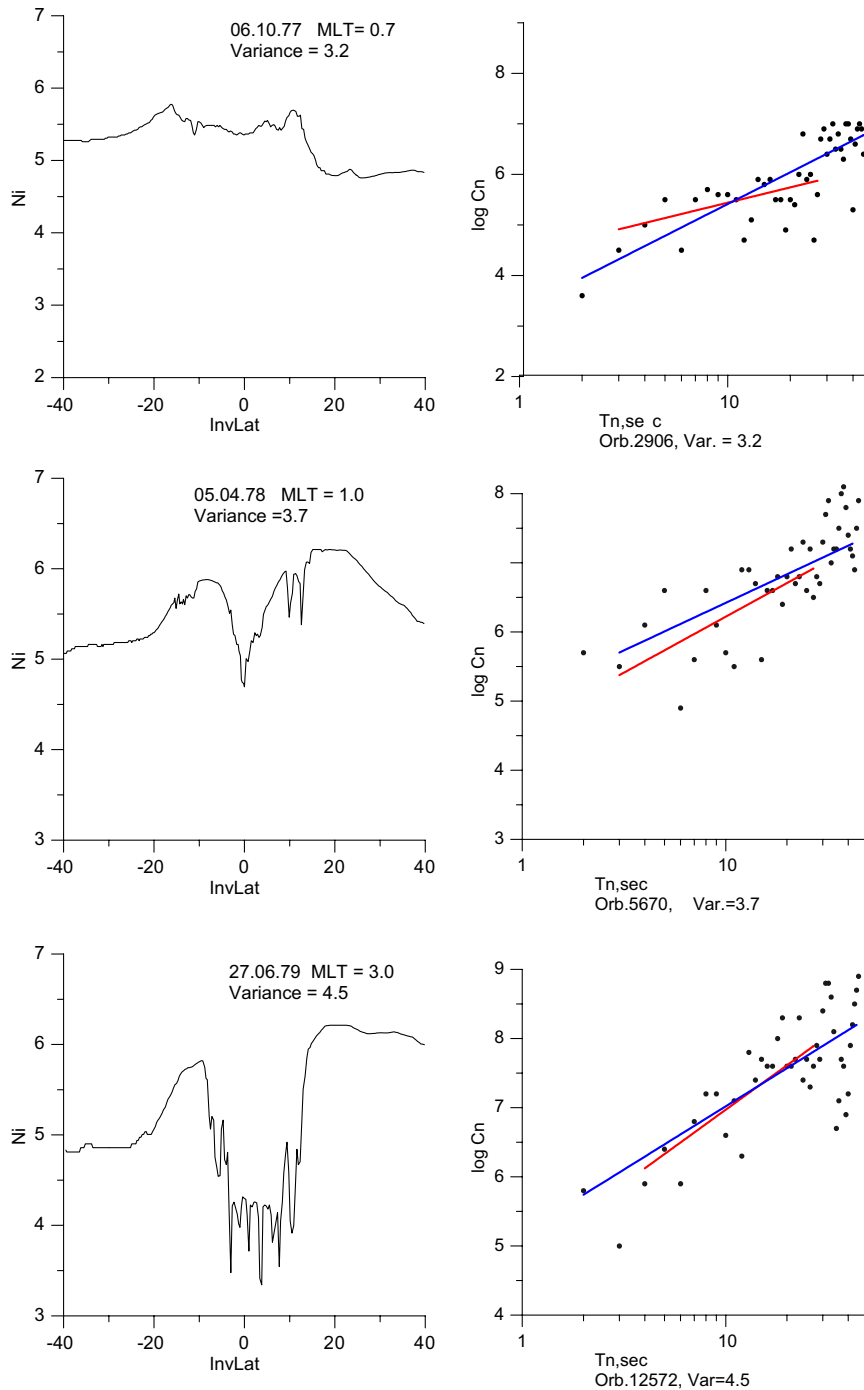 7
6
5
4
3
2
Ni
06.10.77 MLT= 0.7
Variance = 3.2
-40
-20
0
20
40
InvLat
8
6
4
2
log Cn
1
10
Tn,se c
Orb.2906, Var. = 3.2
7
6
5
4
3
Ni
05.04.78 MLT = 1.0
Variance =3.7
-40
-20
0
20
40
InvLat
8
6
5
4
3
log Cn
1
10
Tn,sec
Orb.5670, Var.=3.7
7
6
5
4
3
Ni
27.06.79 MLT = 3.0
Variance = 4.5
-40
-20
0
20
40
InvLat
9
8
7
6
5
4
log Cn
1
10
Tn,sec
Orb.12572, Var=4.5